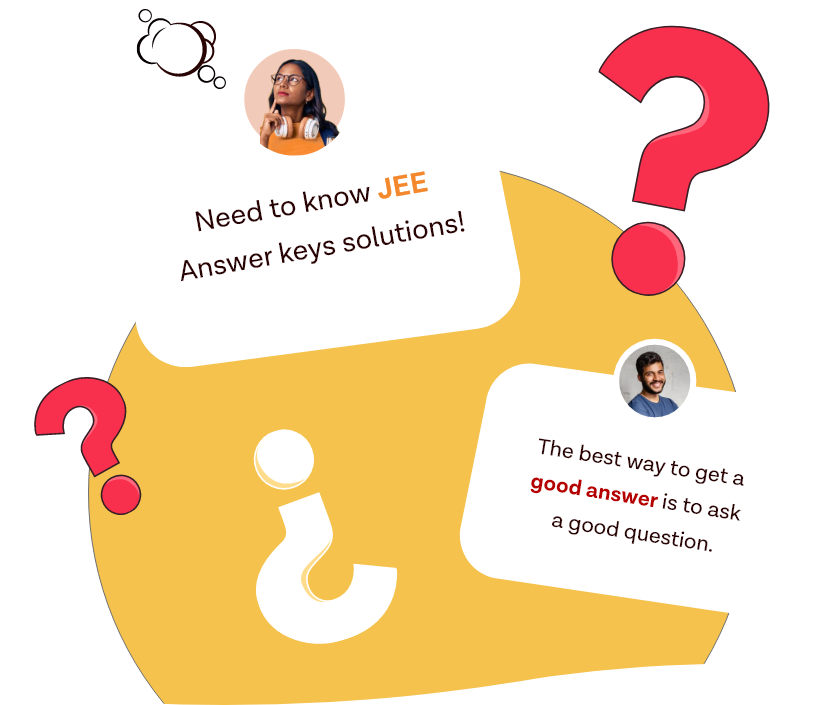 Need to know JEE
Answer keys solutions!
The best way to get a
good answer is to ask
a good question.